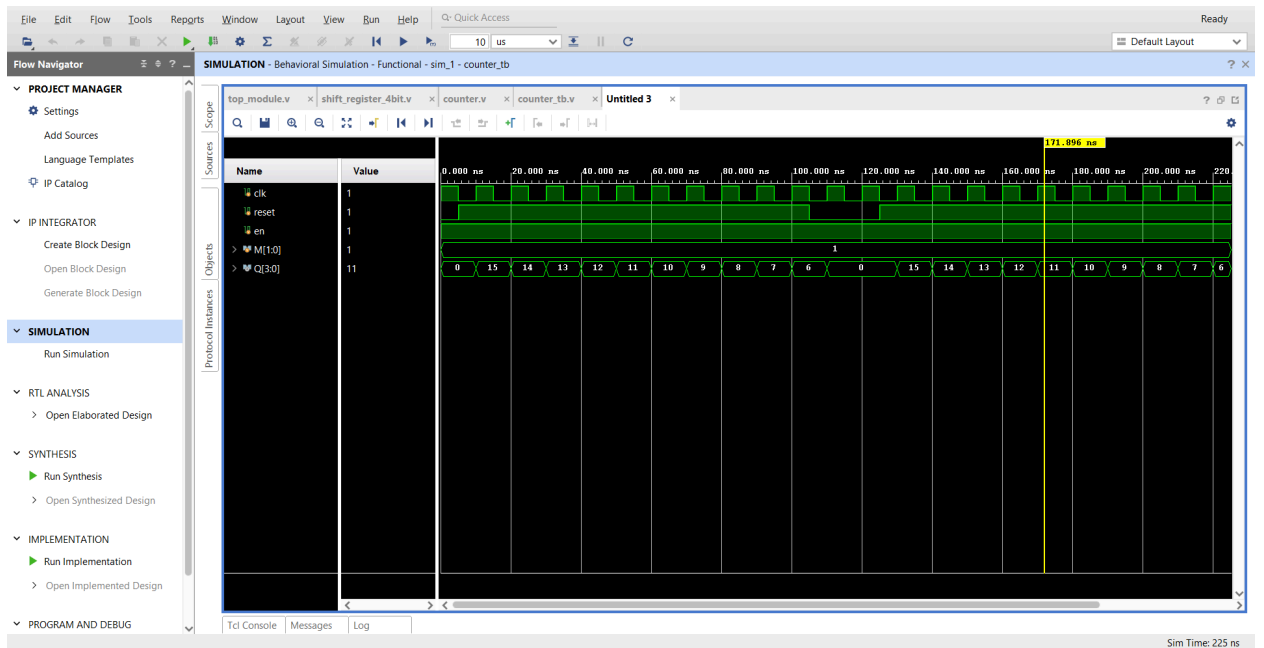 File Edit Flow Tools Reports Window Layout View Run Help Q- Quick Access Ready
10 us Default Layout
Flow Navigator ? _
SIMULATION - Behavioral Simulation - Functional - sim_1 - counter_tb ? ×
PROJECT MANAGER
Settings
Add Sources
Language Templates
IP Catalog
IP INTEGRATOR
Create Block Design
Open Block Design
Generate Block Design
SIMULATION
Run Simulation
RTL ANALYSIS
Open Elaborated Design
SYNTHESIS
Run Synthesis
Open Synthesized Design
IMPLEMENTATION
Run Implementation
Open Implemented Design
PROGRAM AND DEBUG
Scope
Sources
Objects
Protocol Instances
top_module.v × shift_register_4bit.v × counter.v × counter_tb.v × Untitled 3 × ?
171.896 ns
Name Value
0.000 ns 20.000 ns 40.000 ns 60.000 ns 80.000 ns 100.000 ns 120.000 ns 140.000 ns 160.000 ns 180.000 ns 200.000 ns 220.
clk 1
reset 1
en 1
M[1:0] 1 1
Q[3:0] 11 0 15 14 13 12 11 10 9 8 7 6 0 15 14 13 12 11 10 9 8 7 6
Tcl Console Messages Log
Sim Time: 225 ns